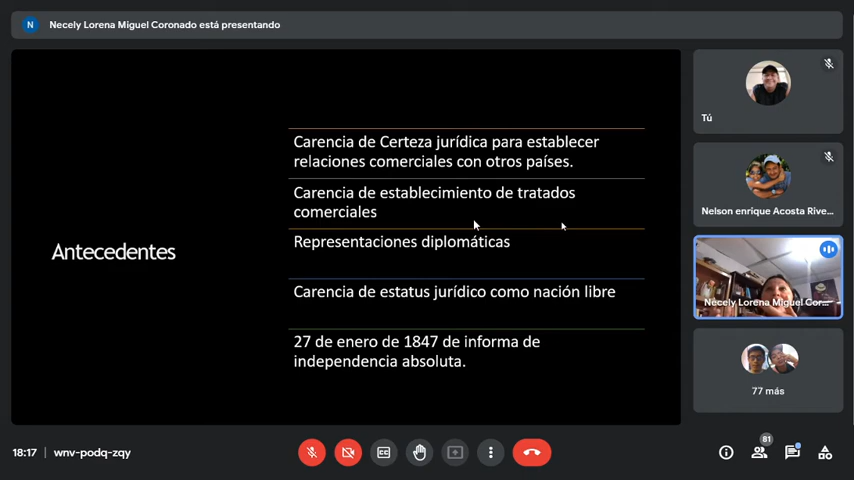 N Necely Lorena Miguel Coronado está presentando
Carencia de Certeza jurídica para establecer
relaciones comerciales con otros países.
Carencia de establecimiento de tratados
comerciales
Antecedentes
Representaciones diplomáticas
Carencia de estatus jurídico como nación libre
27 de enero de 1847 de informa de
independencia absoluta.
Tú
Nelson enrique Acosta Rive...
Necely Lorena Miguel Cor...
77 más
18:17 wnv-podq-zqy
81